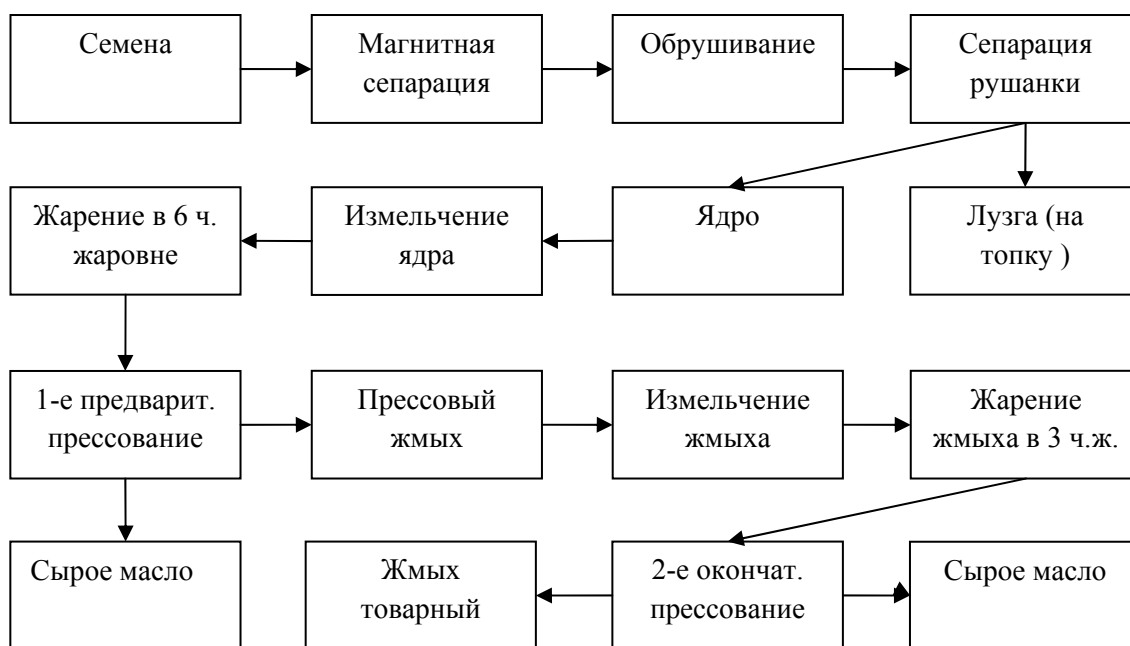 Семена
Магнитная
сепарация
Обрушивание
Сепарация
рушанки
Жарение в 6 ч.
жаровне
Измельчение
ядра
Ядро
Лузга (на
топку )
1-е предварит.
прессование
Прессовый
жмых
Измельчение
жмыха
Жарение
жмыха в 3 ч.ж.
Сырое масло
Жмых
товарный
2-е окончат.
прессование
Сырое масло